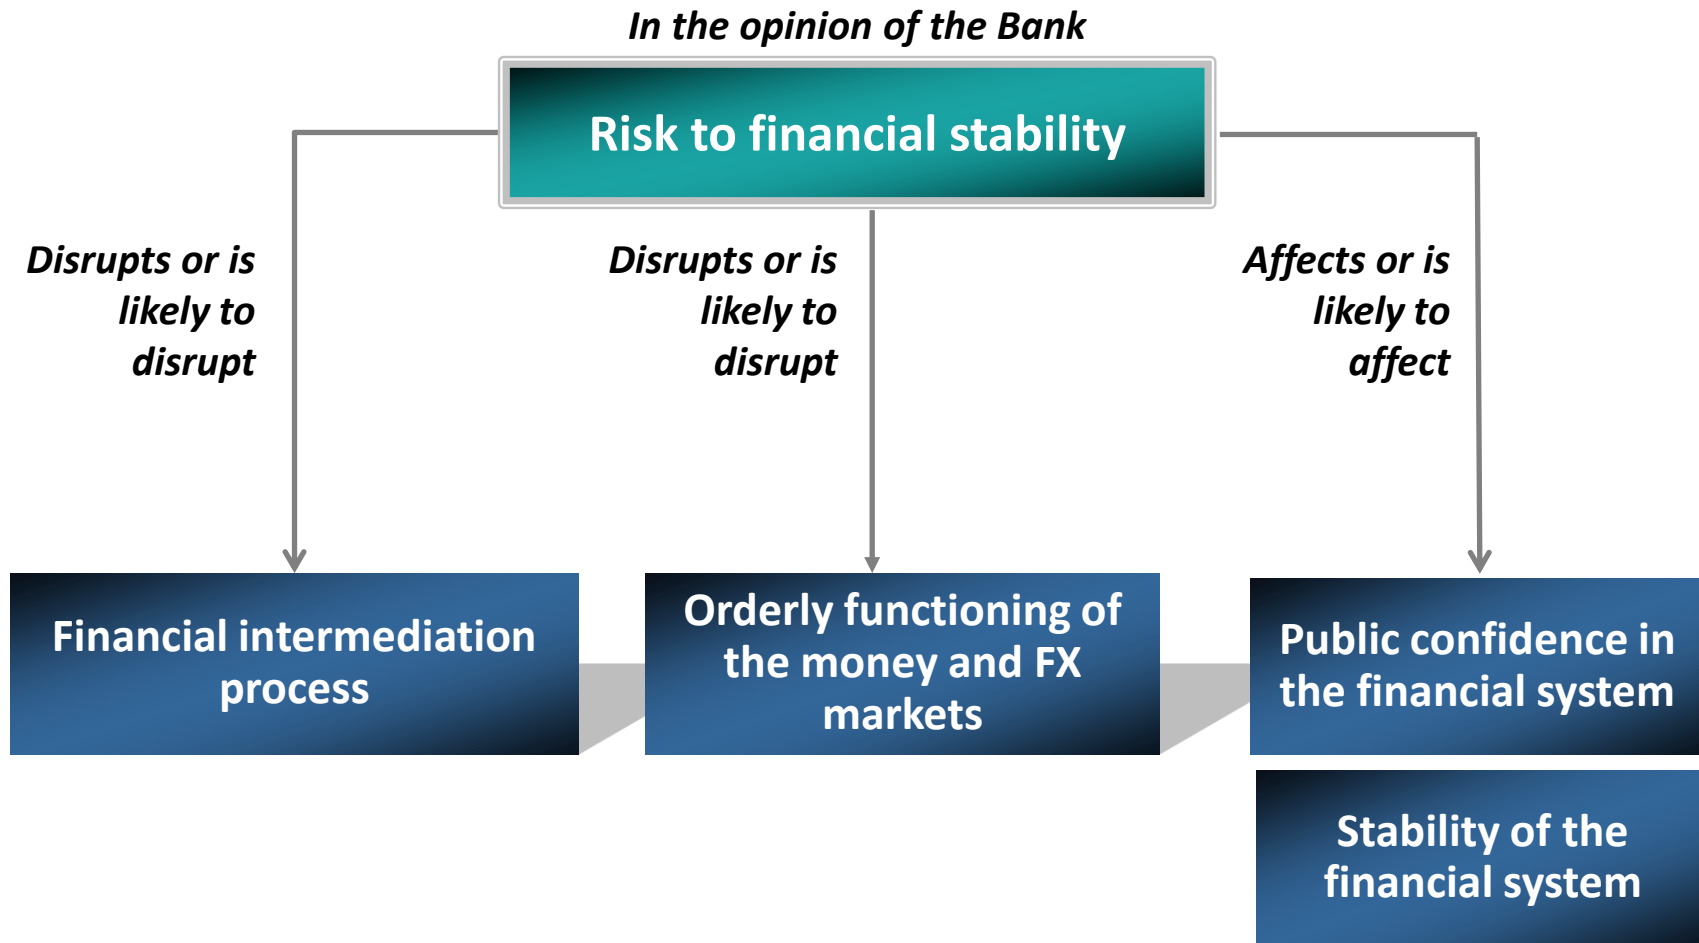 In the opinion of the Bank
Risk to financial stability
Disrupts or is
likely to
disrupt
Disrupts or is
likely to
disrupt
Affects or is
likely to
affect
Financial intermediation
process
Orderly functioning of
the money and FX
markets
Public confidence in
the financial system
Stability of the
financial system